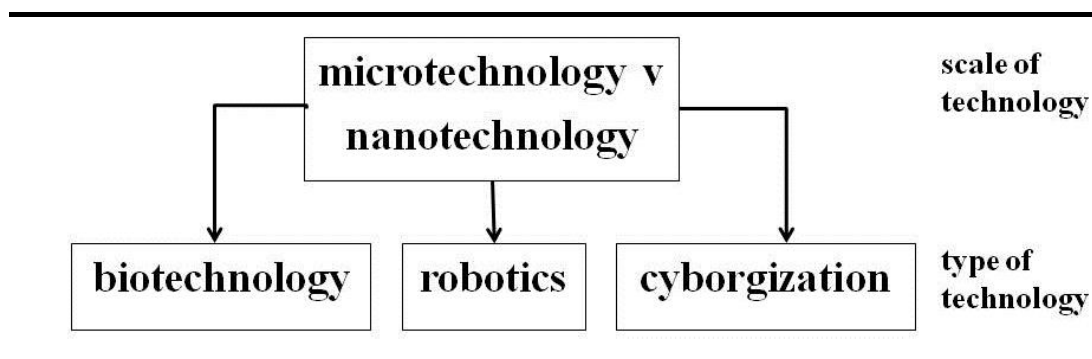 microtechnology v
nanotechnology
scale of
technology
biotechnology
robotics
cyborgization
type of
technology